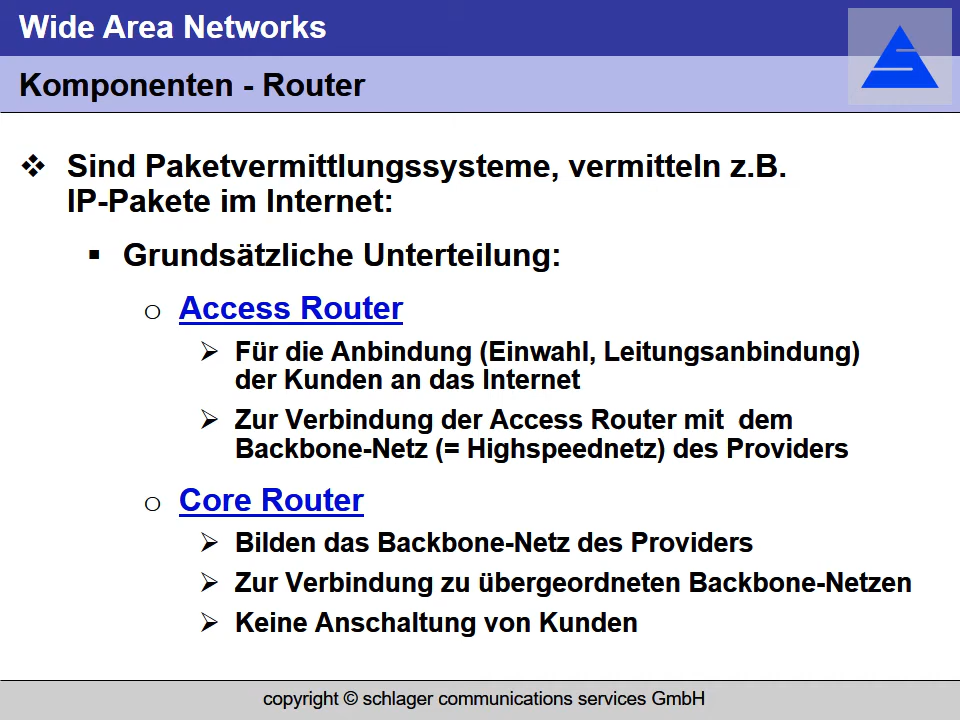 Wide Area Networks
Komponenten - Router
❖ Sind Paketvermittlungssysteme, vermitteln z.B.
IP-Pakete im Internet:
▪ Grundsätzliche Unterteilung:
o Access Router
➢ Für die Anbindung (Einwahl, Leitungsanbindung)
der Kunden an das Internet
➢ Zur Verbindung der Access Router mit  dem
Backbone-Netz (= Highspeednetz) des Providers
o Core Router
➢ Bilden das Backbone-Netz des Providers
➢ Zur Verbindung zu übergeordneten Backbone-Netzen
➢ Keine Anschaltung von Kunden
copyright © schlager communications services GmbH